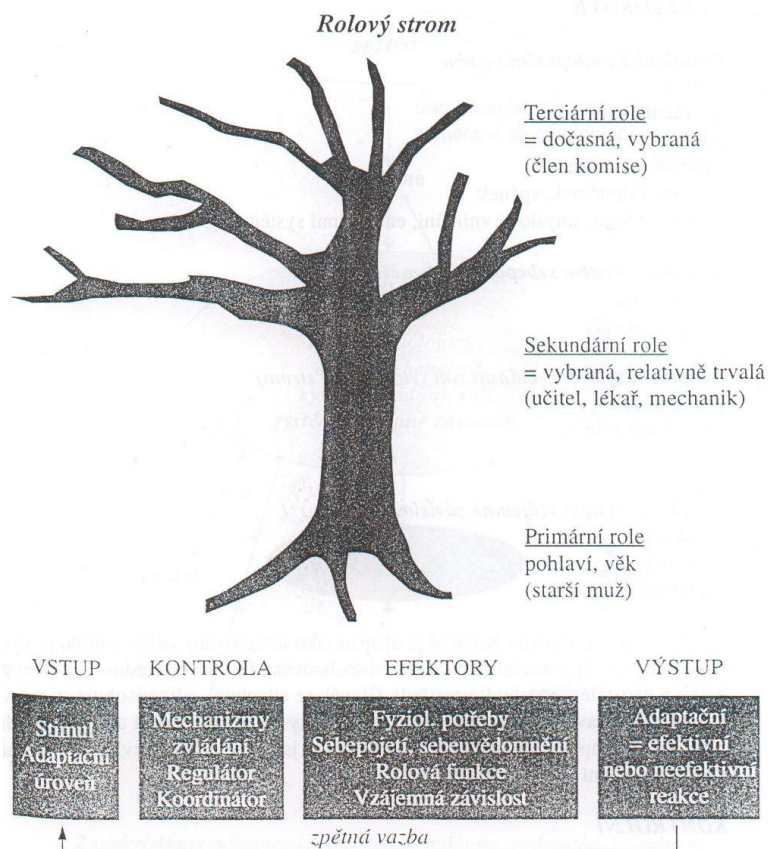 Rolový strom
Terciární role
= dočasná, vybraná
(člen komise)
Sekundární role
= vybraná, relativně trvalá
(učitel, lékař, mechanik)
Primární role
pohlaví, věk
(starší muž)
VSTUP KONTROLA EFEKTORY VÝSTUP
Stimul
Adaptační
úroveň
Mechanizmy
zvládání
Regulátor
Koordinátor
Fyziol. potřeby
Sebepojetí, sebeuvědomnění
Rolová funkce
Vzájemná závislost
Adaptační
= efektivní
nebo neefektivní
reakce
zpětná vazba